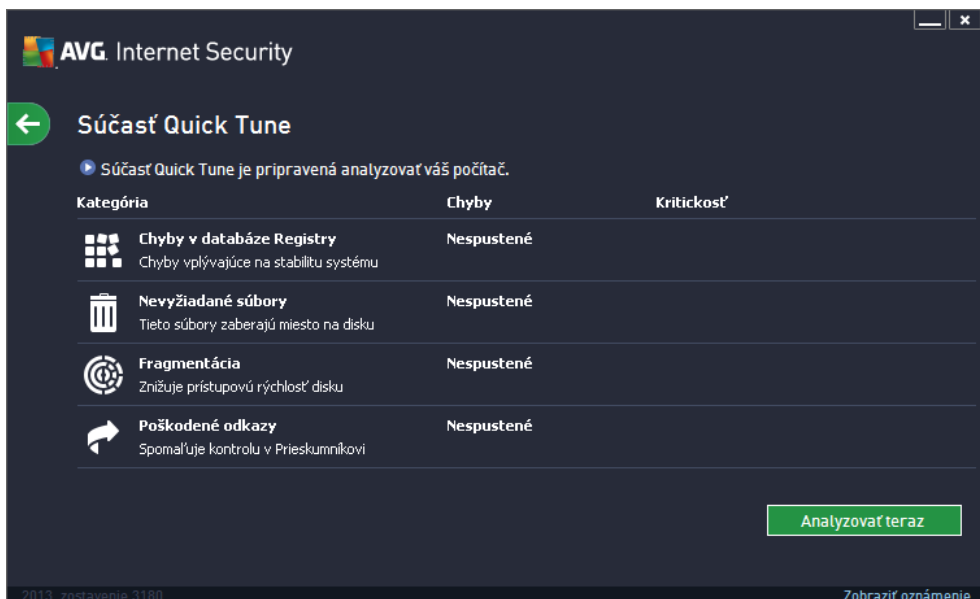 AVG. Internet Security
Súčasť Quick Tune
Súčasť Quick Tune je pripravená analyzovať váš počítač.
Kategória Chyby Kritickosť
Chyby v databáze Registry Nespustené
Chyby vplývajúce na stabilitu systému
Nevyžiadané súbory Nespustené
Tieto súbory zaberajú miesto na disku
Fragmentácia Nespustené
Znižuje prístupovú rýchlosť disku
Poškodené odkazy Nespustené
Spomaľuje kontrolu v Prieskumníkovi
Analyzovať teraz
2013 zostavenie 3180 Zobraziť oznámenie